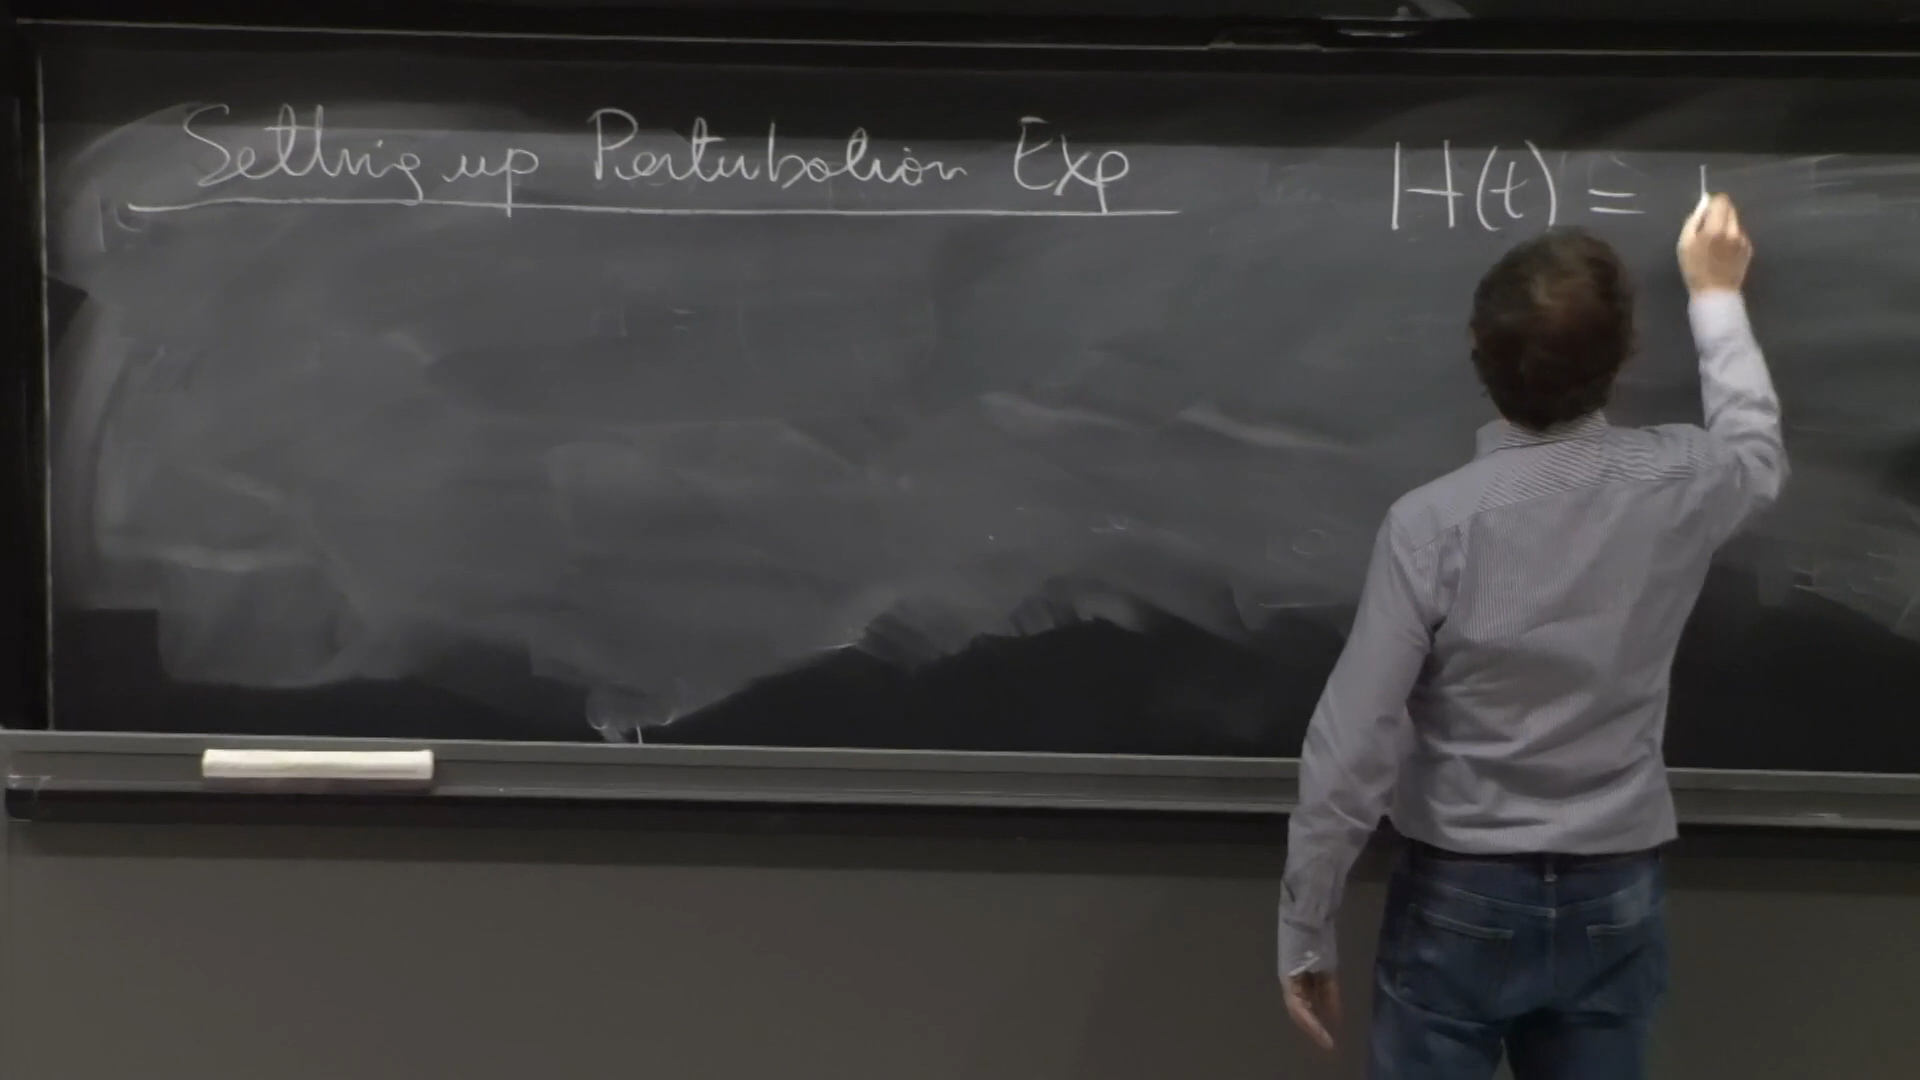 Setting up Perturbation Exp
H(t) =